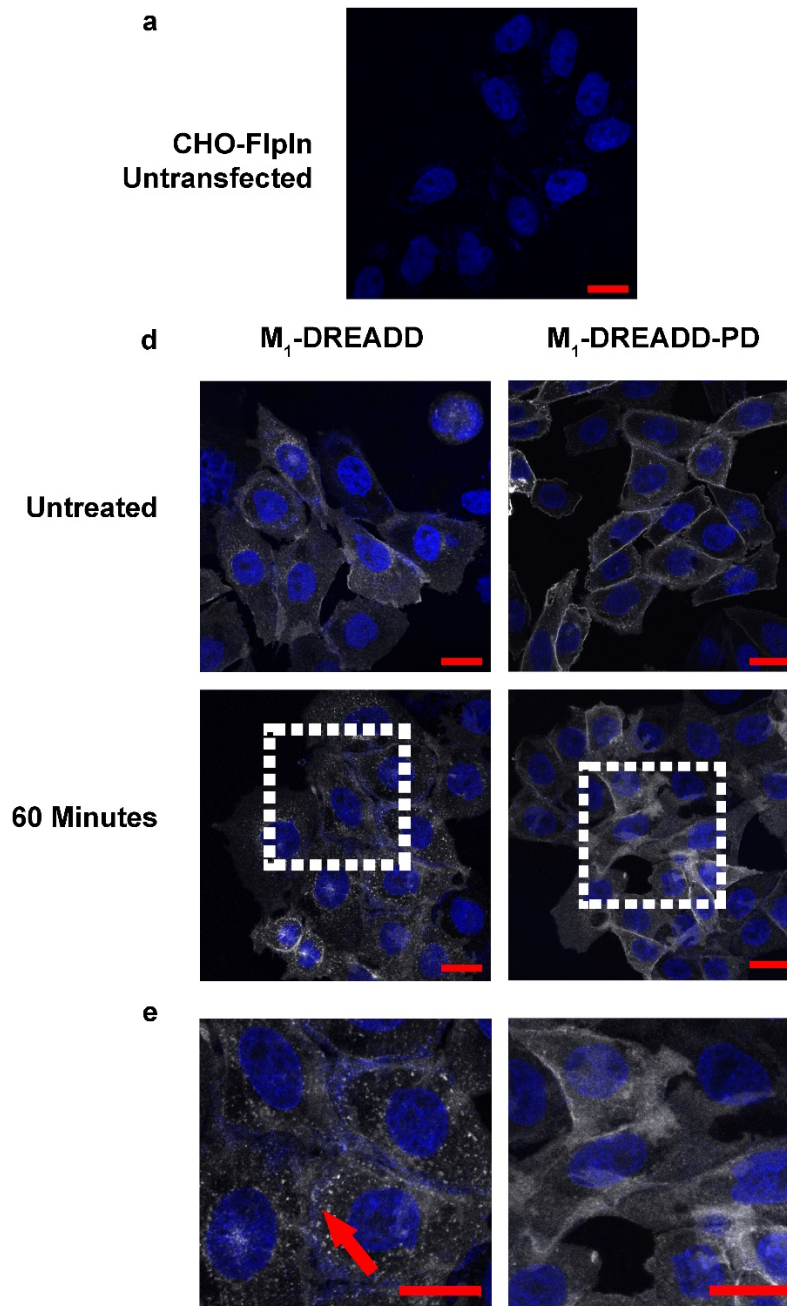 a
CHO-FlpIn
Untransfected
d
M₁-DREADD
M₁-DREADD-PD
Untreated
60 Minutes
e